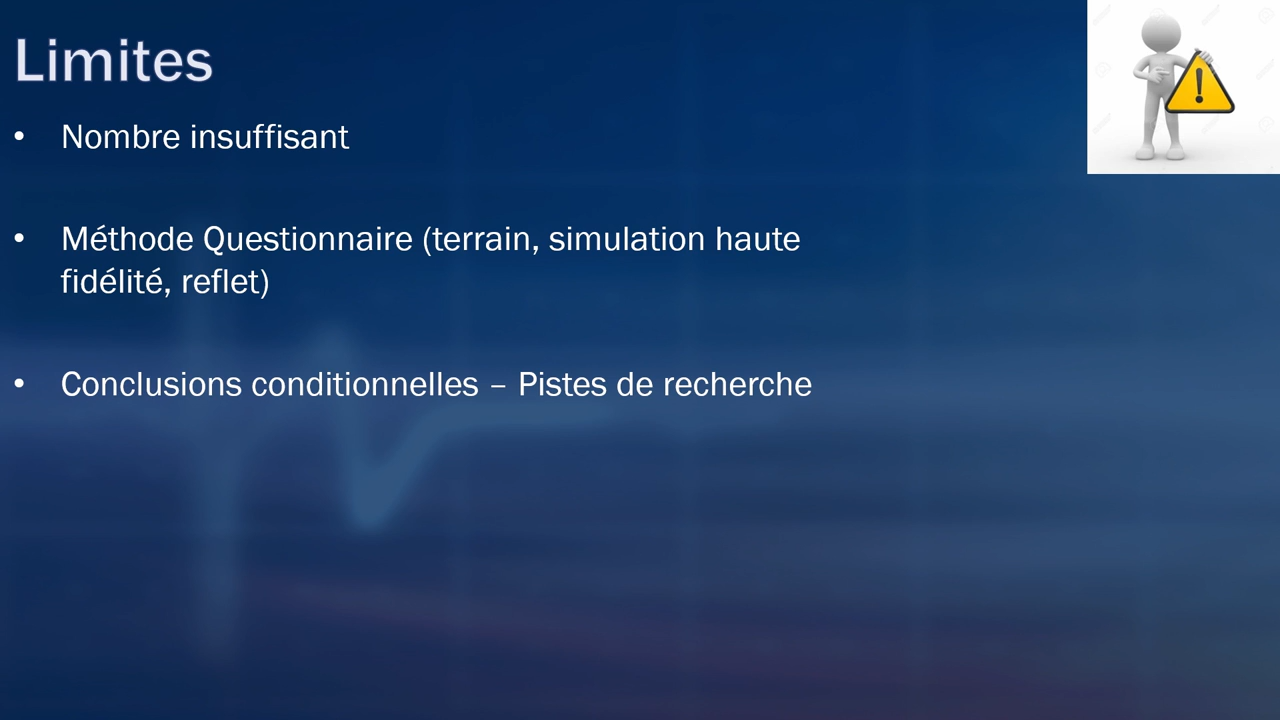 Limites
• Nombre insuffisant
• Méthode Questionnaire (terrain, simulation haute
fidélité, reflet)
• Conclusions conditionnelles – Pistes de recherche